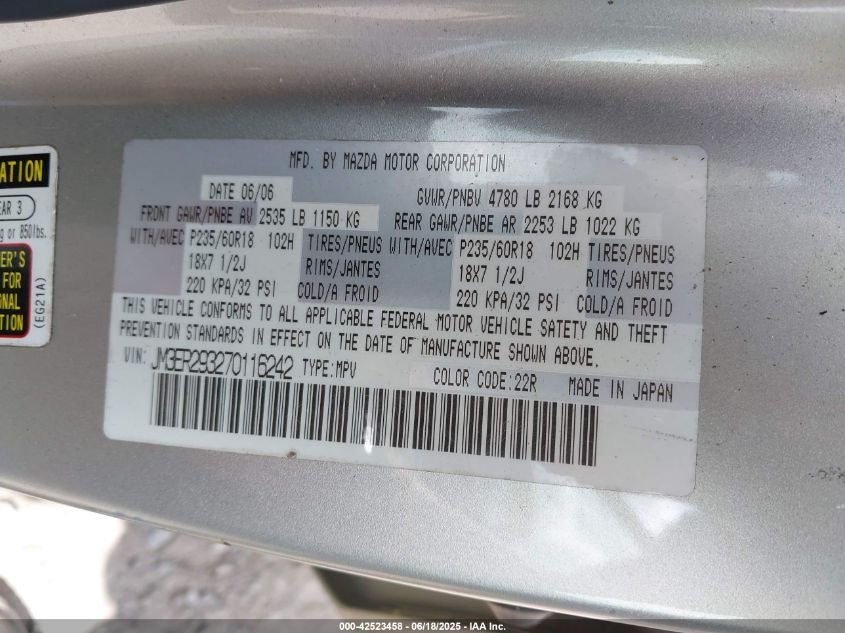 ATION
EAR 3
g or 850lbs.
ER'S
FOR
NAL
TION
(EG21A)
MFD. BY MAZDA MOTOR CORPORATION
DATE 06/06 GVWR/PNBV 4780 LB 2168 KG
FRONT GAWR/PNBE AV 2535 LB 1150 KG REAR GAWR/PNBE AR 2253 LB 1022 KG
WITH/AVEC P235/60R18 102H TIRES/PNEUS WITH/AVEC P235/60R18 102H TIRES/PNEUS
18X7 1/2J RIMS/JANTES 18X7 1/2J RIMS/JANTES
220 KPA/32 PSI COLD/A FROID 220 KPA/32 PSI COLD/A FROID
THIS VEHICLE CONFORMS TO ALL APPLICABLE FEDERAL MOTOR VEHICLE SAFETY AND THEFT
PREVENTION STANDARDS IN EFFECT ON THE DATE OF MANUFACTURE SHOWN ABOVE.
VIN: JM3ER293270116242 TYPE:MPV COLOR CODE:22R MADE IN JAPAN
000-42523458 - 06/18/2025 - IAA Inc.